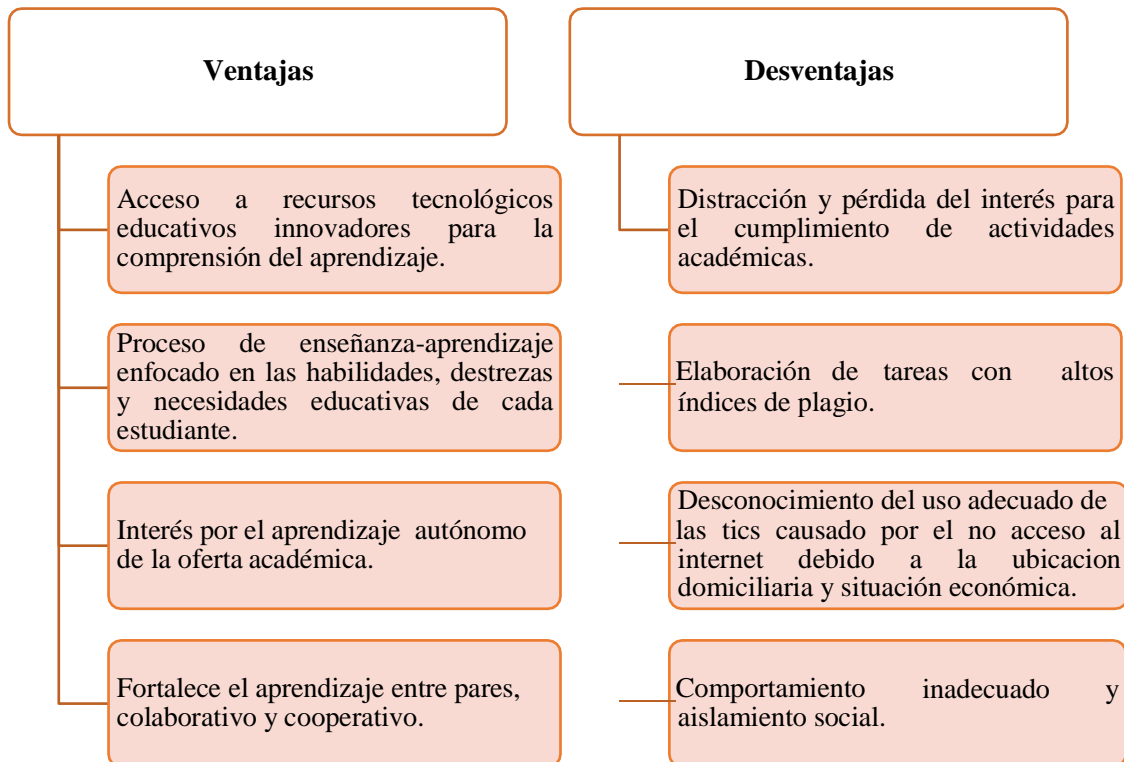 Ventajas
Acceso a recursos tecnológicos
educativos innovadores para la
comprensión del aprendizaje.
Proceso de enseñanza-aprendizaje
enfocado en las habilidades, destrezas
y necesidades educativas de cada
estudiante.
Interés por el aprendizaje autónomo
de la oferta académica.
Fortalece el aprendizaje entre pares,
colaborativo y cooperativo.
Desventajas
Distracción y pérdida del interés para
el cumplimiento de actividades
académicas.
Elaboración de tareas con altos
índices de plagio.
Desconocimiento del uso adecuado de
las tics causado por el no acceso al
internet debido a la ubicacion
domiciliaria y situación económica.
Comportamiento inadecuado y
aislamiento social.